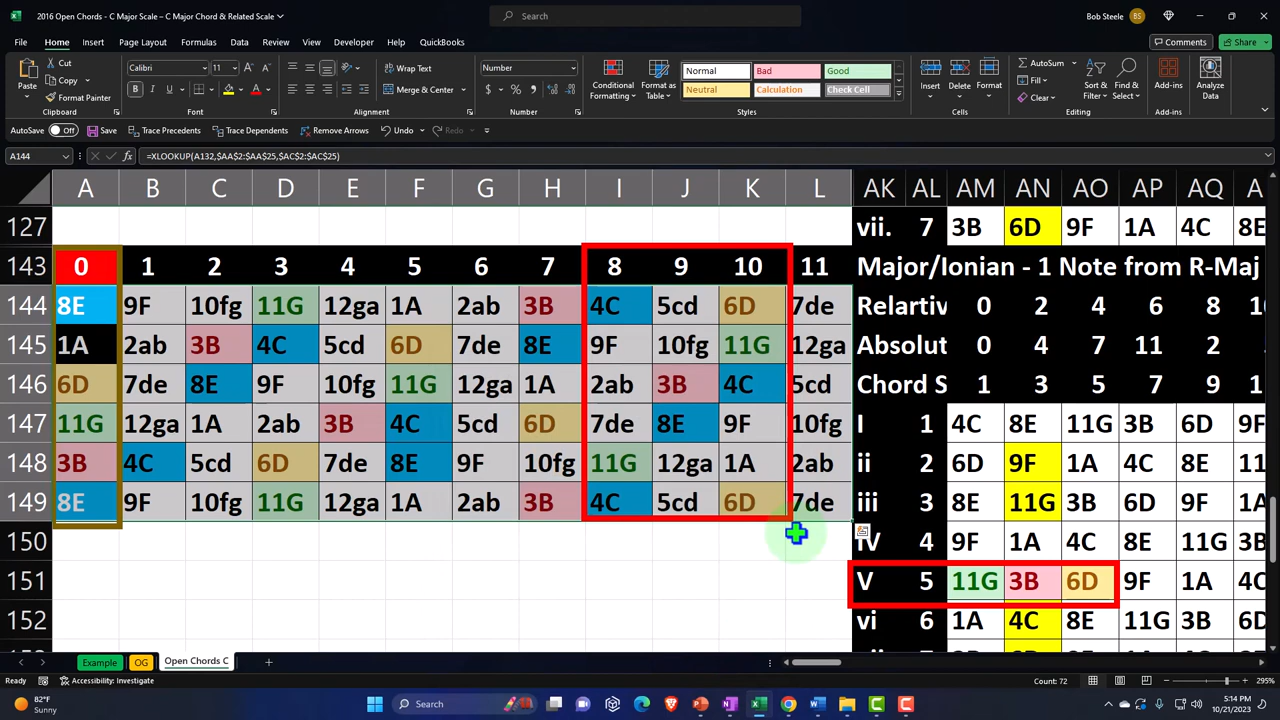 2016 Open Chords - C Major Scale – C Major Chord & Related Scale
Search
Bob Steele BS
File Home Insert Page Layout Formulas Data Review View Developer Help QuickBooks Comments Share
Cut
Copy
Format Painter
Paste
Calibri 11
Wrap Text
Merge & Center
Number
Conditional Formatting
Format as Table
Normal Bad Good
Neutral Calculation Check Cell
Insert Delete Format
AutoSum
Fill
Clear
Sort & Filter
Find & Select
Add-ins
Analyze Data
Clipboard Font Alignment Number Styles Cells Editing Add-ins
AutoSave Off Save Trace Precedents Trace Dependents Remove Arrows Undo Redo
A144 fx =XLOOKUP(A132,$AA$2:$AA$25,$AC$2:$AC$25)
A B C D E F G H I J K L AK AL AM AN AO AP AQ A
127 vii. 7 3B 6D 9F 1A 4C 8E
143 0 1 2 3 4 5 6 7 8 9 10 11 Major/Ionian - 1 Note from R-Maj
144 8E 9F 10fg 11G 12ga 1A 2ab 3B 4C 5cd 6D 7de Relartiv 0 2 4 6 8 10
145 1A 2ab 3B 4C 5cd 6D 7de 8E 9F 10fg 11G 12ga Absolut 0 4 7 11 2
146 6D 7de 8E 9F 10fg 11G 12ga 1A 2ab 3B 4C 5cd Chord S 1 3 5 7 9 1
147 11G 12ga 1A 2ab 3B 4C 5cd 6D 7de 8E 9F 10fg I 1 4C 8E 11G 3B 6D 9F
148 3B 4C 5cd 6D 7de 8E 9F 10fg 11G 12ga 1A 2ab ii 2 6D 9F 1A 4C 8E 11
149 8E 9F 10fg 11G 12ga 1A 2ab 3B 4C 5cd 6D 7de iii 3 8E 11G 3B 6D 9F 1A
150 IV 4 9F 1A 4C 8E 11G 3B
151 V 5 11G 3B 6D 9F 1A 4C
152 vi 6 1A 4C 8E 11G 3B 6D
Example OG Open Chords C
Ready Accessibility: Investigate Count: 72 295%
82°F
Sunny
Search
5:14 PM
10/21/2023